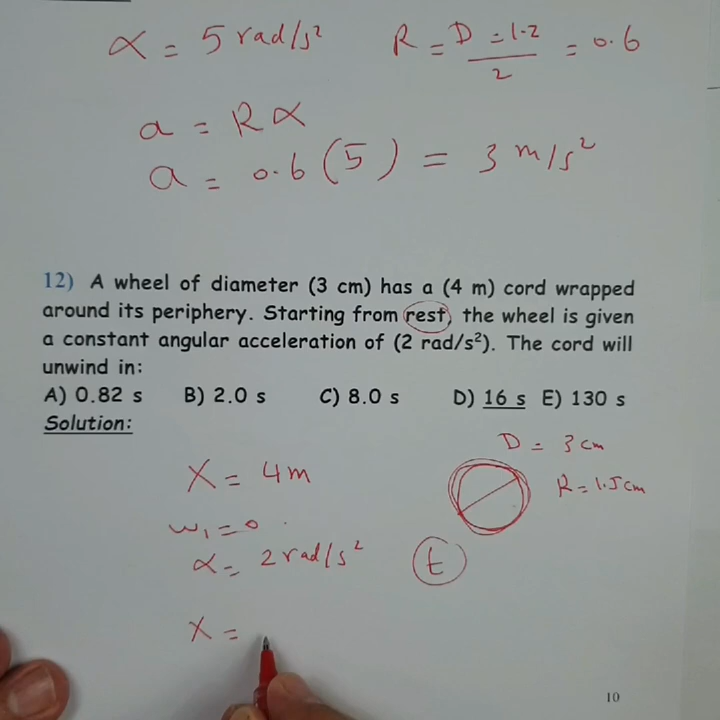 α = 5 rad/s² R = D = 1.2 / 2 = 0.6
a = R α
a = 0.6 (5) = 3 m/s²
12) A wheel of diameter (3 cm) has a (4 m) cord wrapped
around its periphery. Starting from rest, the wheel is given
a constant angular acceleration of (2 rad/s²). The cord will
unwind in:
A) 0.82 s B) 2.0 s C) 8.0 s D) 16 s E) 130 s
Solution:
D = 3 cm
X = 4 m R = 1.5 cm
w₁ = 0
α = 2 rad/s² t
X =
10